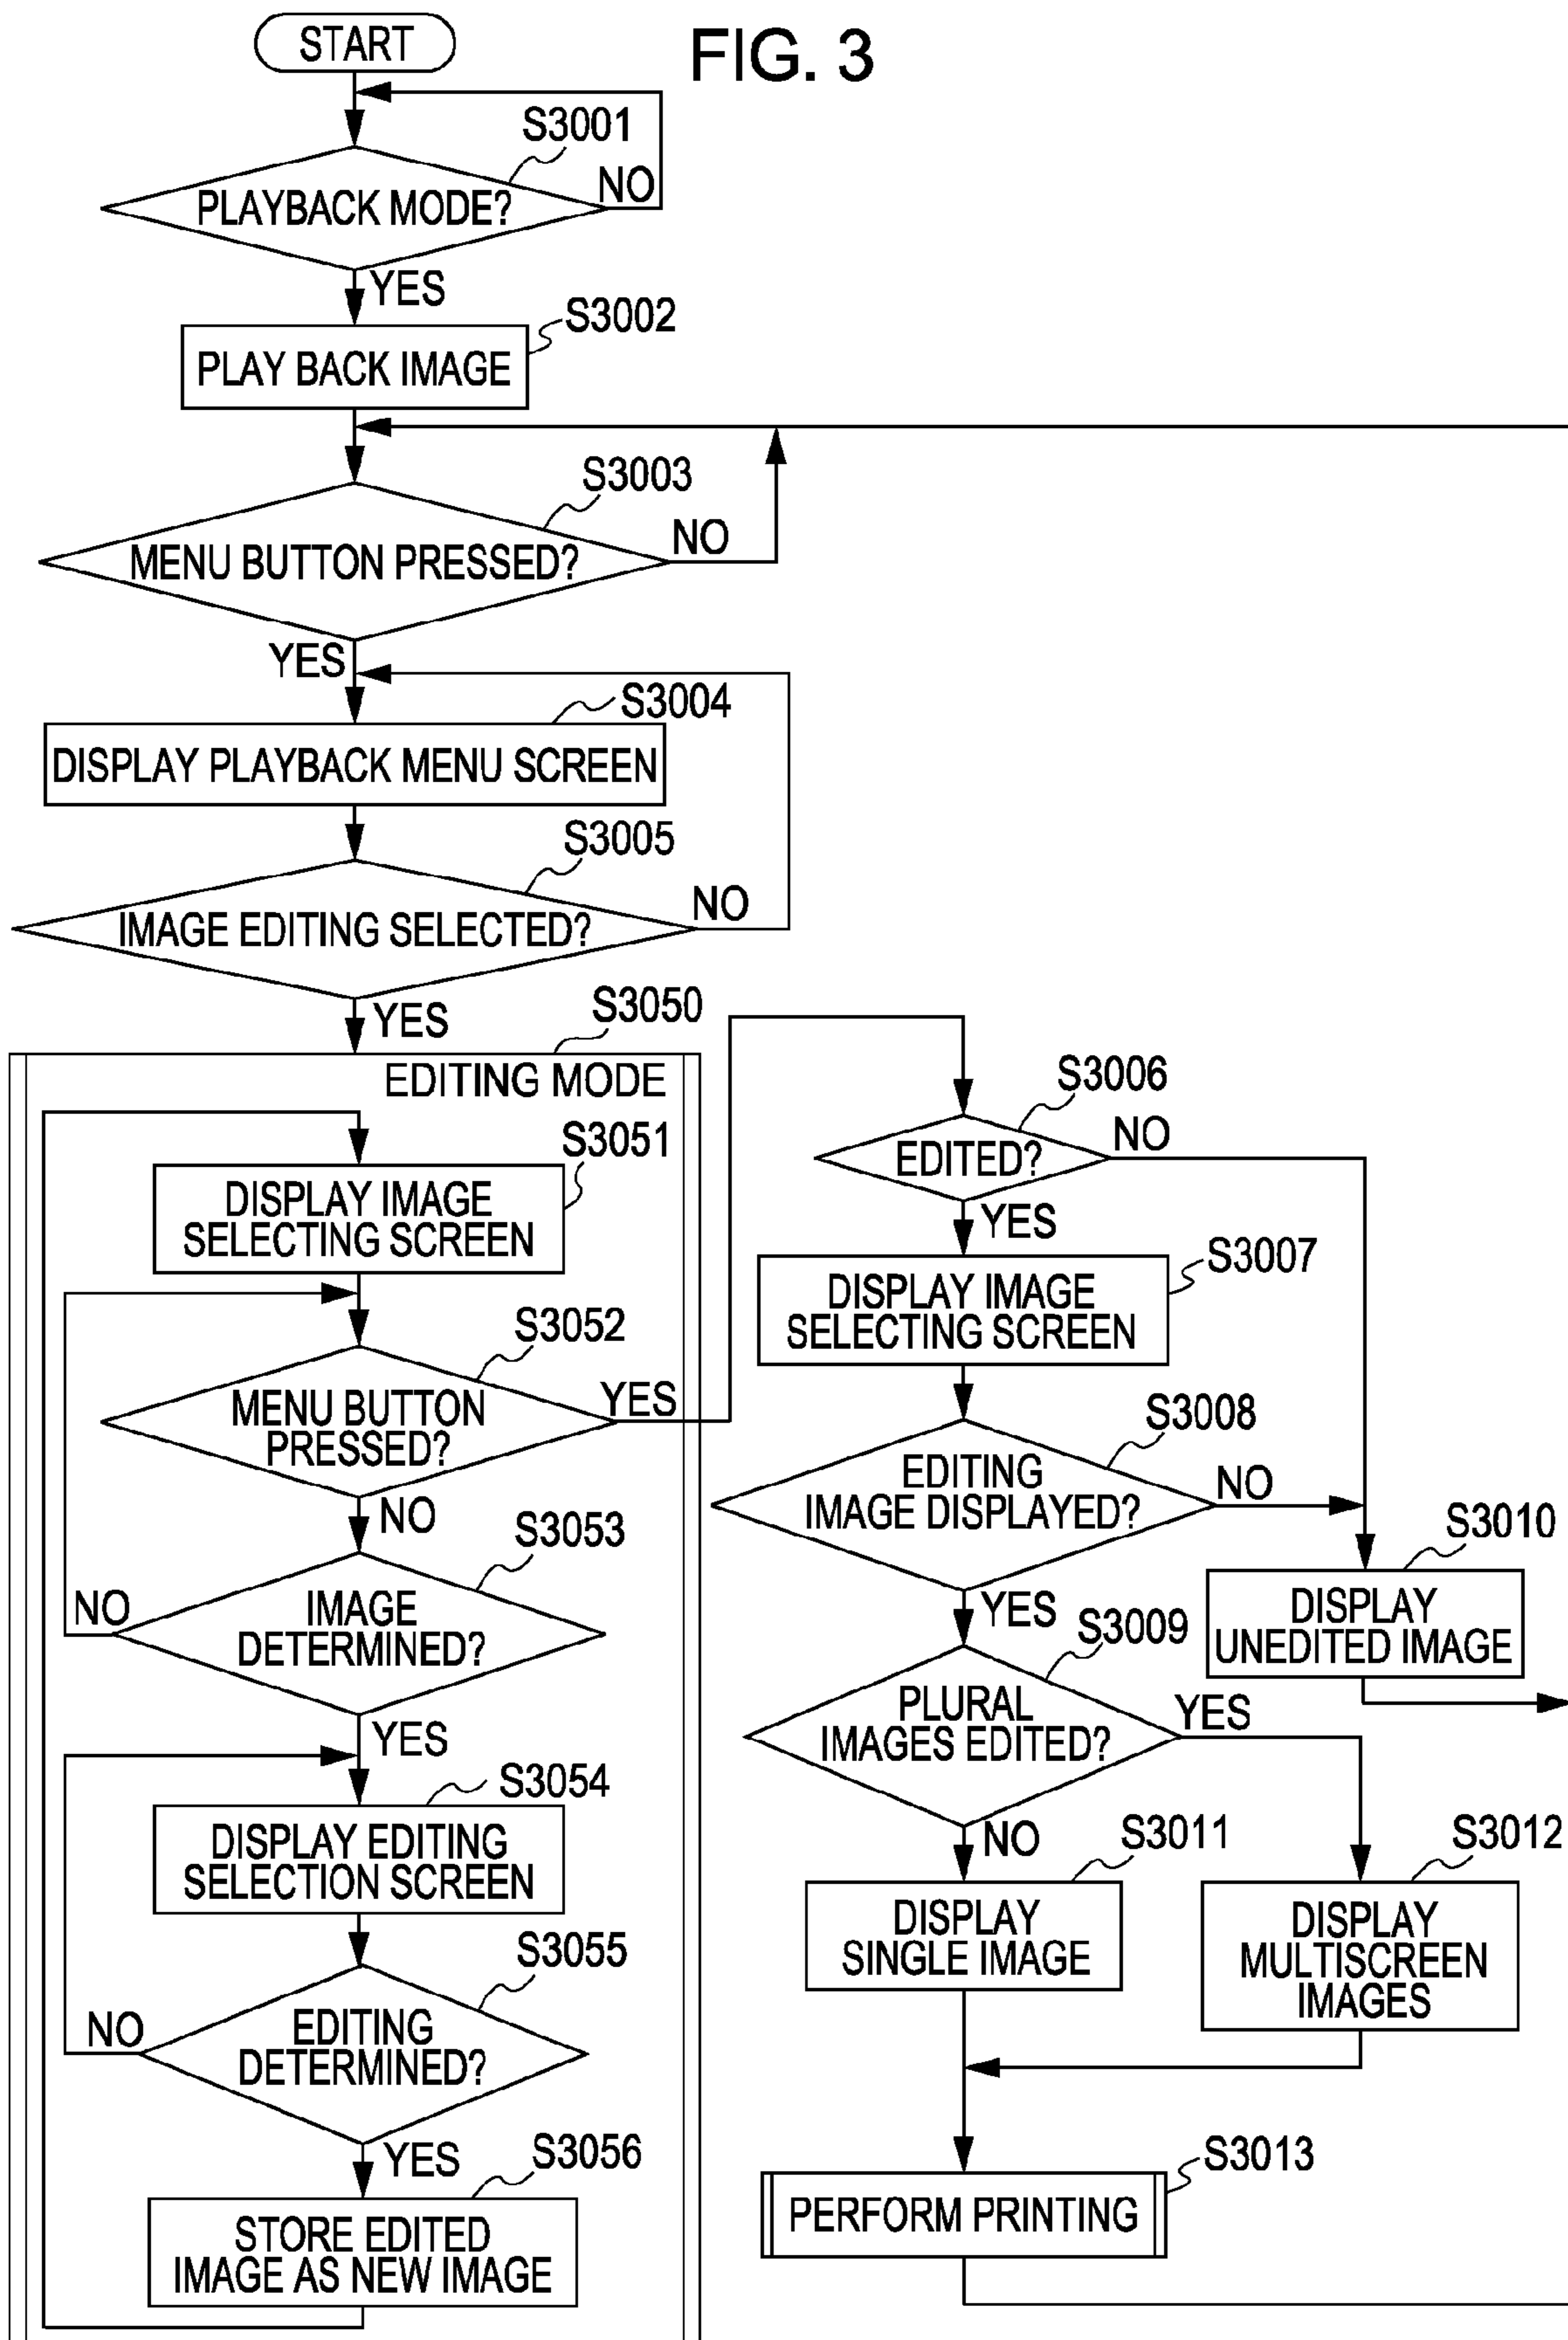 FIG. 3
START
S3001
PLAYBACK MODE?
NO
YES
S3002
PLAY BACK IMAGE
S3003
MENU BUTTON PRESSED?
NO
YES
S3004
DISPLAY PLAYBACK MENU SCREEN
S3005
IMAGE EDITING SELECTED?
NO
YES
S3050
EDITING MODE
S3051
DISPLAY IMAGE
SELECTING SCREEN
S3052
MENU BUTTON
PRESSED?
YES
NO
S3053
IMAGE
DETERMINED?
NO
YES
S3054
DISPLAY EDITING
SELECTION SCREEN
S3055
EDITING
DETERMINED?
NO
YES
S3056
STORE EDITED
IMAGE AS NEW IMAGE
S3006
EDITED?
NO
YES
S3007
DISPLAY IMAGE
SELECTING SCREEN
S3008
EDITING
IMAGE DISPLAYED?
NO
YES
S3010
DISPLAY
UNEDITED IMAGE
S3009
PLURAL
IMAGES EDITED?
YES
NO
S3011
DISPLAY
SINGLE IMAGE
S3012
DISPLAY
MULTISCREEN
IMAGES
S3013
PERFORM PRINTING